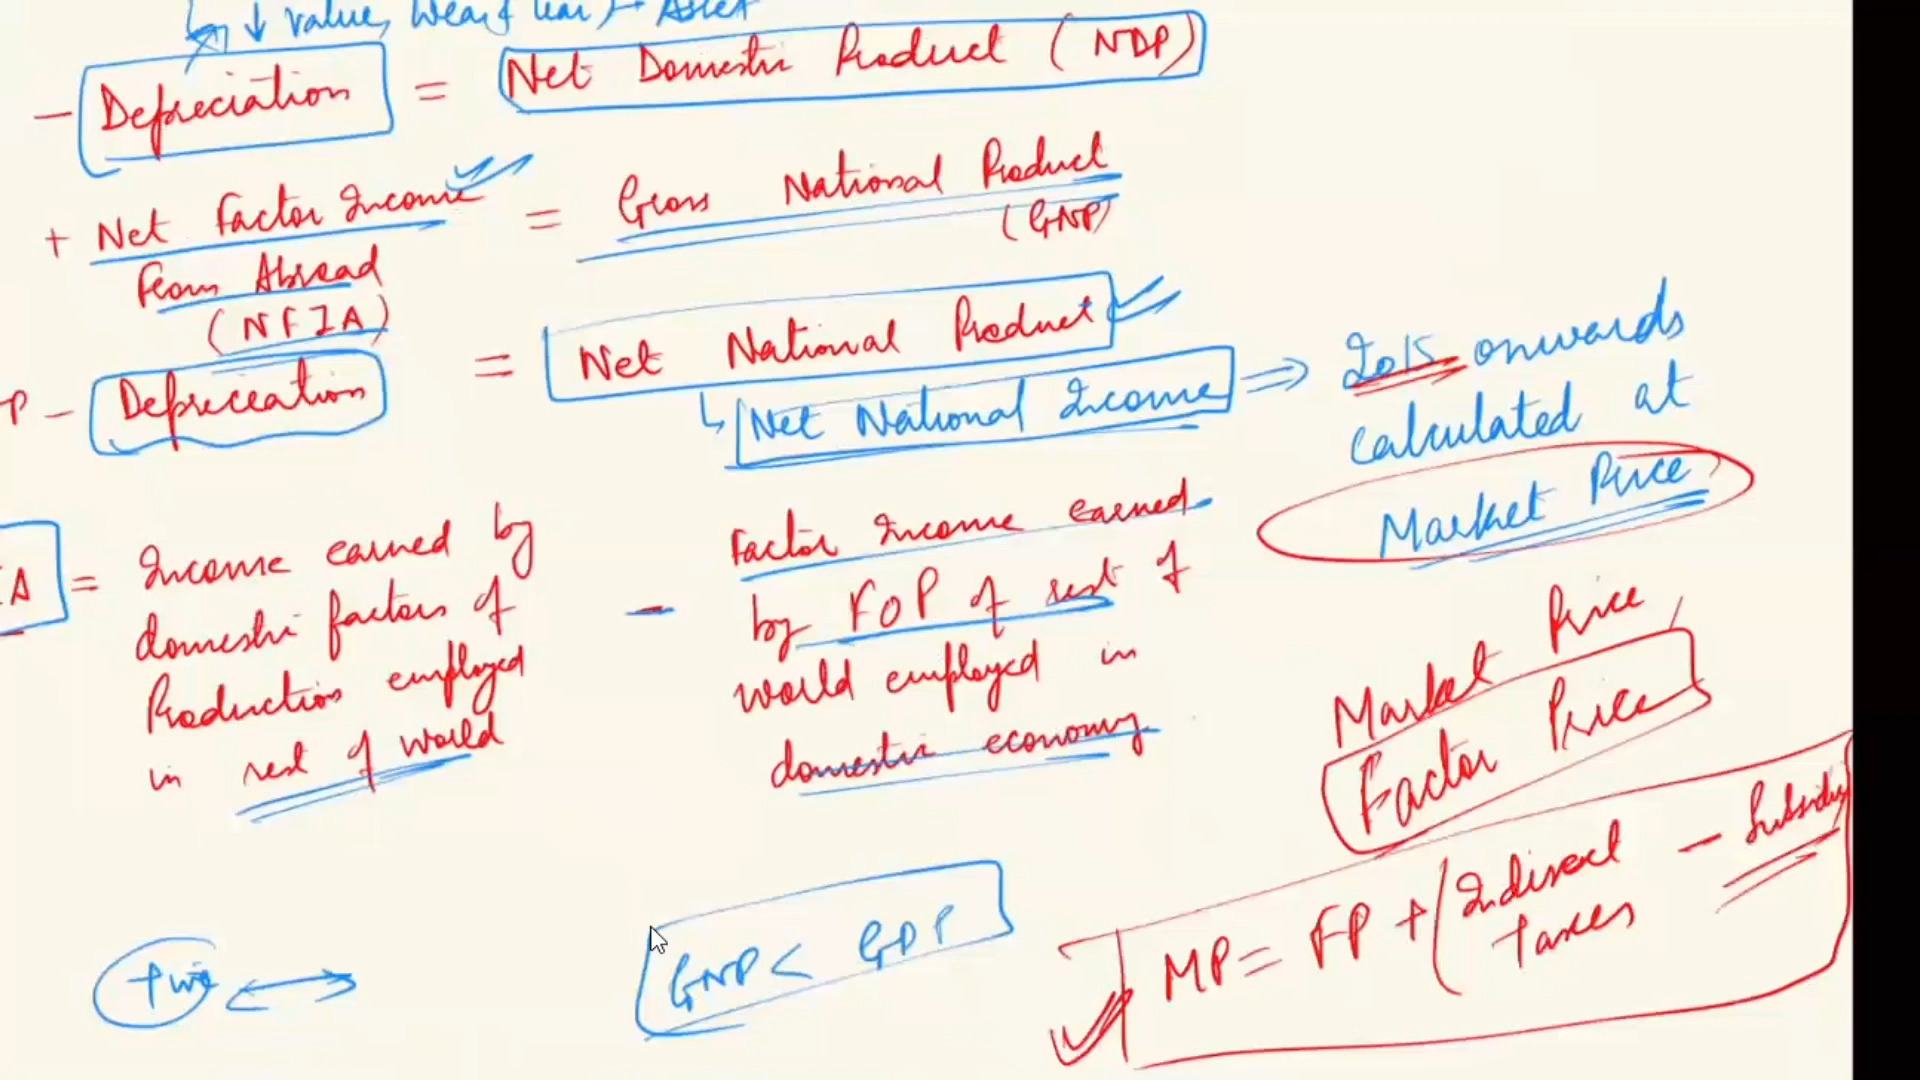 ↓ value, wear & tear) → Asset
− Depreciation = Net Domestic Product (NDP)
+ Net Factor Income = Gross National Product
From Abroad (GNP)
(NFIA)
P − Depreciation = Net National Product
↳ Net National Income ⇒ 2015 onwards
calculated at
Market Price
IA = Income earned by
domestic factors of
Production employed
in rest of world
− Factor Income earned
by FOP of rest of
world employed in
domestic economy
Market Price
Factor Price
MP = FP + (Indirect − Subsidy
taxes
+ive ↔
GNP < GDP